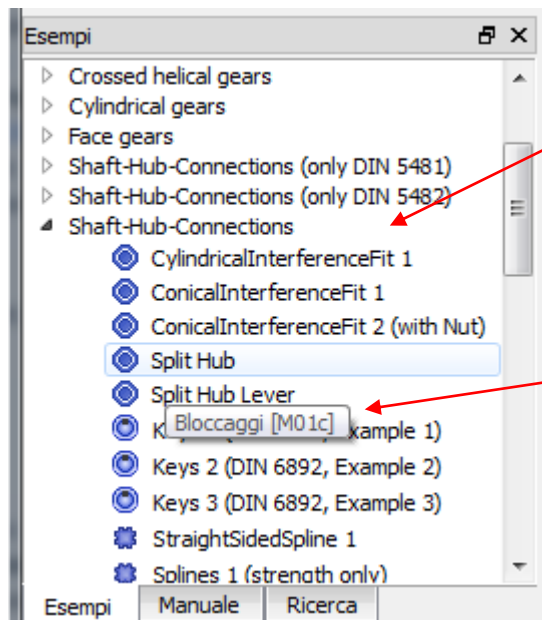 Esempi
Crossed helical gears
Cylindrical gears
Face gears
Shaft-Hub-Connections (only DIN 5481)
Shaft-Hub-Connections (only DIN 5482)
Shaft-Hub-Connections
CylindricalInterferenceFit 1
ConicalInterferenceFit 1
ConicalInterferenceFit 2 (with Nut)
Split Hub
Split Hub Lever
Bloccaggi [M01c]
K xample 1)
Keys 2 (DIN 6892, Example 2)
Keys 3 (DIN 6892, Example 3)
StraightSidedSpline 1
Splines 1 (strength only)
Esempi Manuale Ricerca